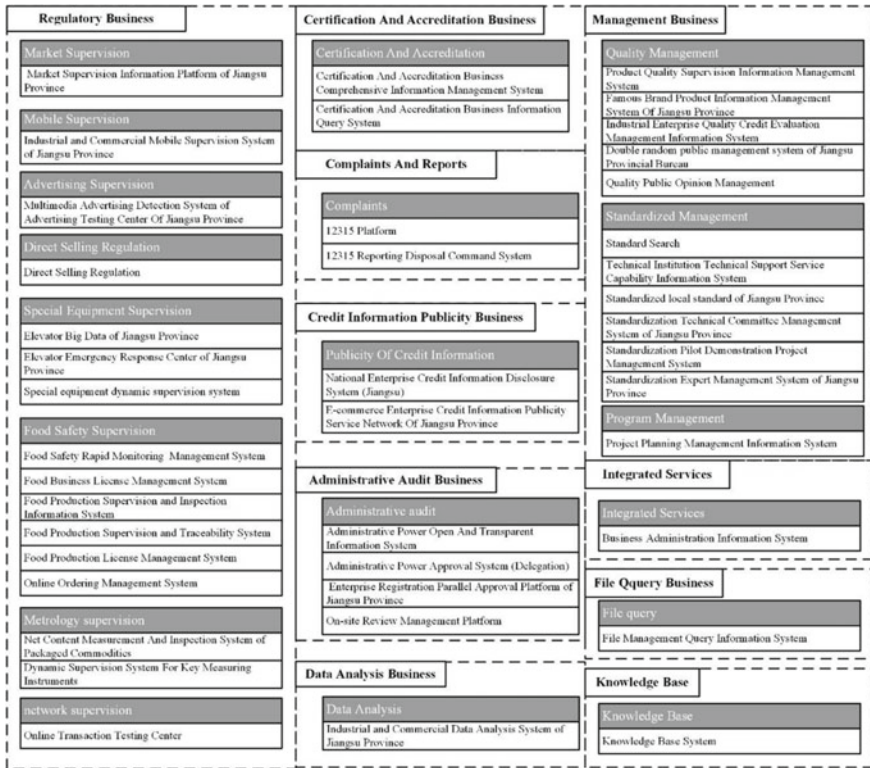 Regulatory Business
Market Supervision
Market Supervision Information Platform of Jiangsu
Province
Mobile Supervision
Industrial and Commercial Mobile Supervision System
of Jiangsu Province
Advertising Supervision
Multimedia Advertising Detection System of
Advertising Testing Center Of Jiangsu Province
Direct Selling Regulation
Direct Selling Regulation
Special Equipment Supervision
Elevator Big Data of Jiangsu Province
Elevator Emergency Response Center of Jiangsu
Province
Special equipment dynamic supervision system
Food Safety Supervision
Food Safety Rapid Monitoring Management System
Food Business License Management System
Food Production Supervision and Inspection
Information System
Food Production Supervision and Traceability System
Food Production License Management System
Online Ordering Management System
Metrology supervision
Net Content Measurement And Inspection System of
Packaged Commodities
Dynamic Supervision System For Key Measuring
Instruments
network supervision
Online Transaction Testing Center
Certification And Accreditation Business
Certification And Accreditation
Certification And Accreditation Business
Comprehensive Information Management System
Certification And Accreditation Business Information
Query System
Complaints And Reports
Complaints
12315 Platform
12315 Reporting Disposal Command System
Credit Information Publicity Business
Publicity Of Credit Information
National Enterprise Credit Information Disclosure
System (Jiangsu)
E-commerce Enterprise Credit Information Publicity
Service Network Of Jiangsu Province
Administrative Audit Business
Administrative audit
Administrative Power Open And Transparent
Information System
Administrative Power Approval System (Delegation)
Enterprise Registration Parallel Approval Platform of
Jiangsu Province
On-site Review Management Platform
Data Analysis Business
Data Analysis
Industrial and Commercial Data Analysis System of
Jiangsu Province
Management Business
Quality Management
Product Quality Supervision Information Management
System
Famous Brand Product Information Management
System Of Jiangsu Province
Industrial Enterprise Quality Credit Evaluation
Management Information System
Double random public management system of Jiangsu
Provincial Bureau
Quality Public Opinion Management
Standardized Management
Standard Search
Technical Institution Technical Support Service
Capability Information System
Standardized local standard of Jiangsu Province
Standardization Technical Committee Management
System of Jiangsu Province
Standardization Pilot Demonstration Project
Management System
Standardization Expert Management System of Jiangsu
Province
Program Management
Project Planning Management Information System
Integrated Services
Integrated Services
Business Administration Information System
File Qquery Business
File query
File Management Query Information System
Knowledge Base
Knowledge Base
Knowledge Base System